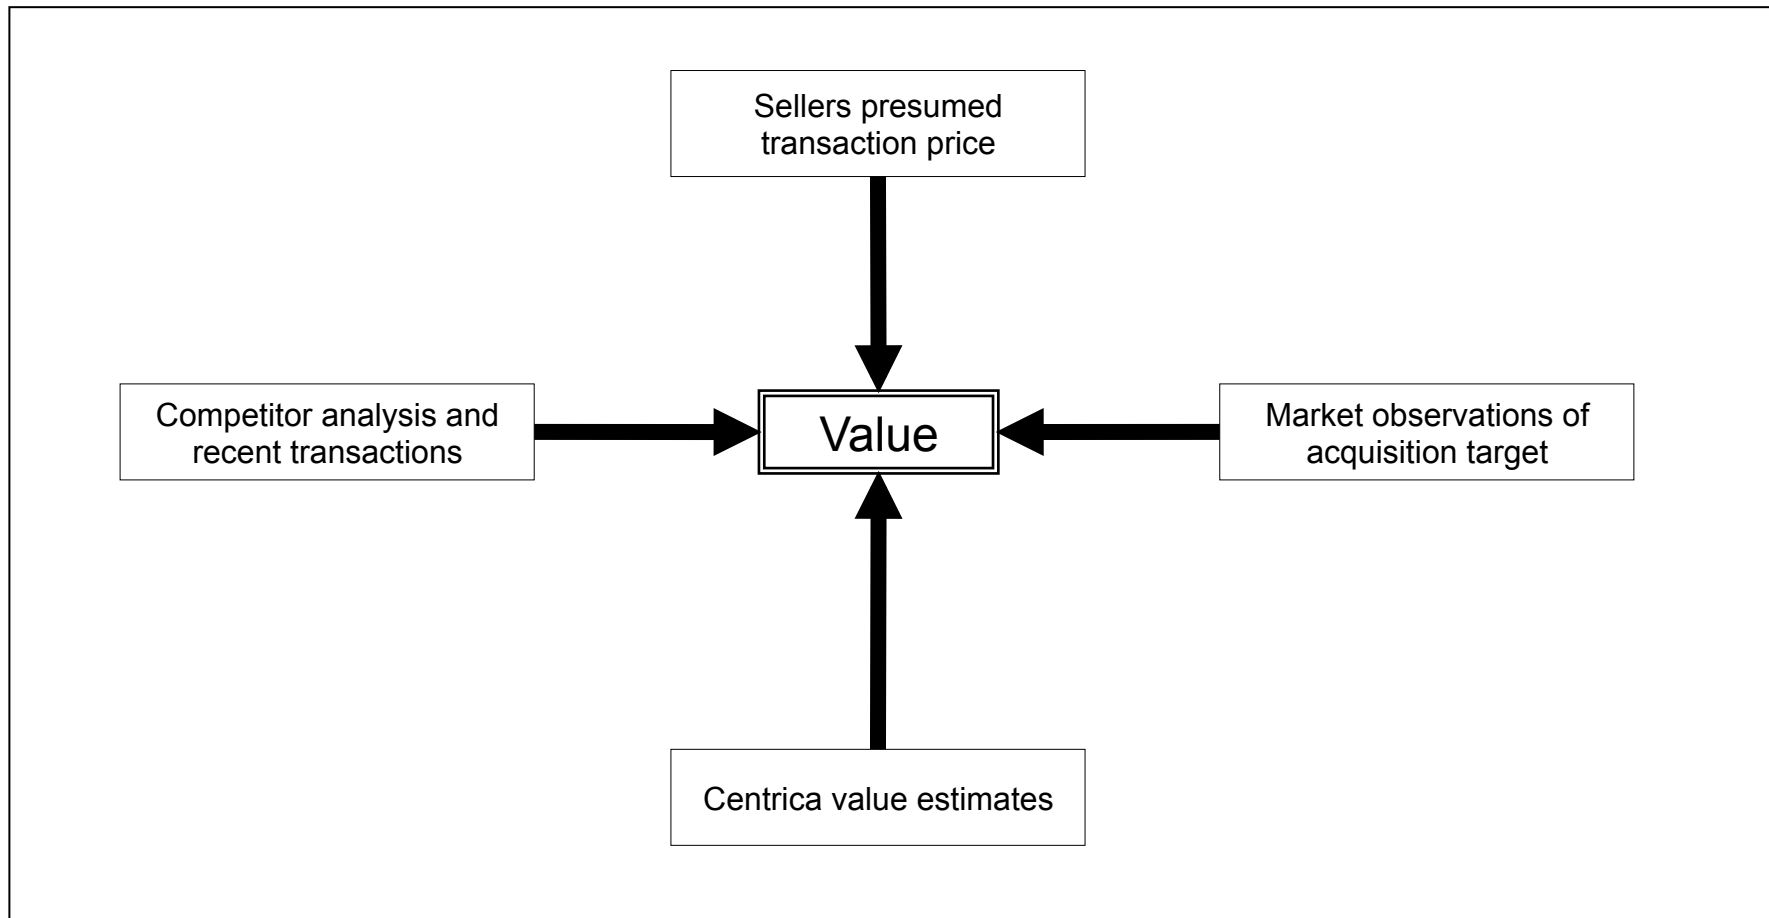 Sellers presumed
transaction price
Competitor analysis and
recent transactions
Value
Market observations of
acquisition target
Centrica value estimates